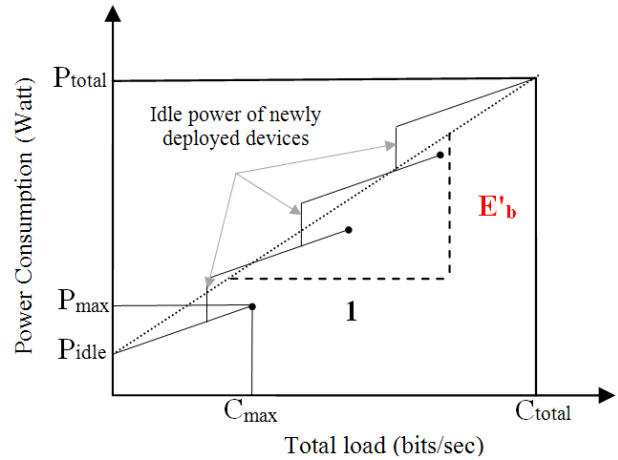 Ptotal
Idle power of newly
deployed devices
E'b
Pmax
1
Pidle
Cmax
Ctotal
Total load (bits/sec)
Power Consumption (Watt)